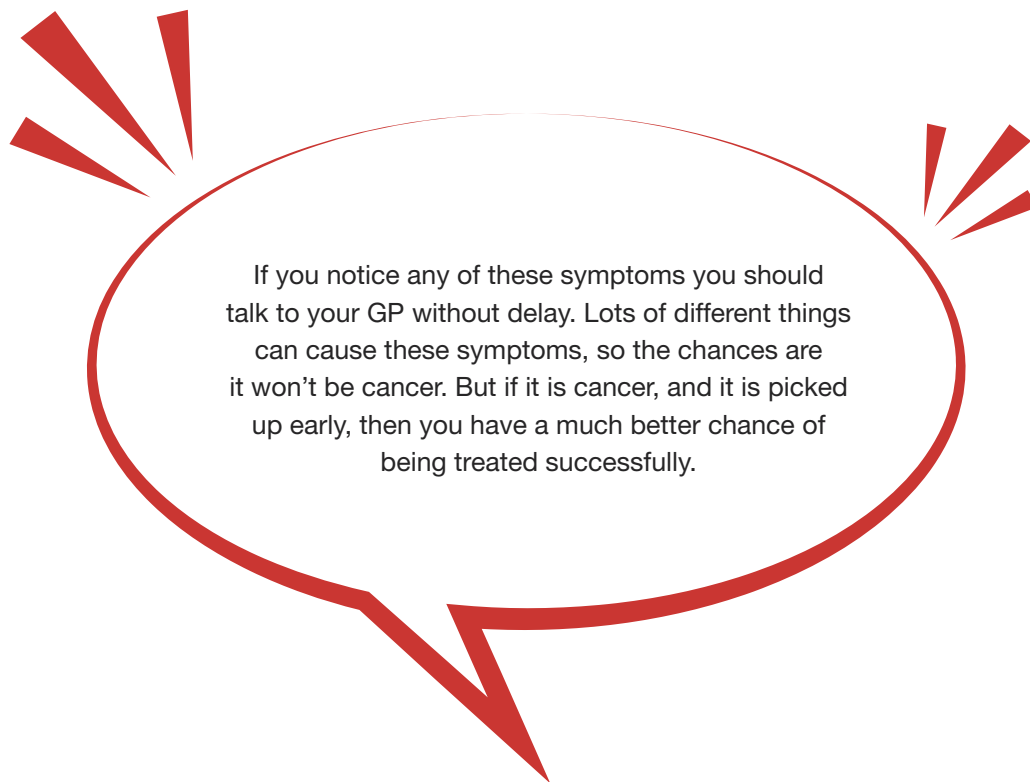 If you notice any of these symptoms you should
talk to your GP without delay. Lots of different things
can cause these symptoms, so the chances are
it won’t be cancer. But if it is cancer, and it is picked
up early, then you have a much better chance of
being treated successfully.